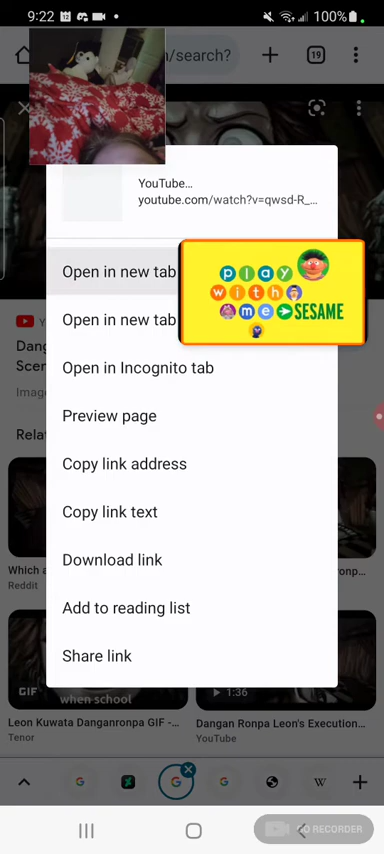 9:22
100%
n/search?
19
YouTube...
youtube.com/watch?v=qwsd-R_...
Open in new tab
play
with
me SESAME
Open in new tab
Open in Incognito tab
Preview page
Copy link address
Copy link text
Download link
Add to reading list
Share link
Dang
Scen
Image
Rela
Which a
Reddit
onp...
GIF
when school
1:36
Leon Kuwata Danganronpa GIF -...
Tenor
Dangan Ronpa Leon's Execution...
YouTube
GO RECORDER